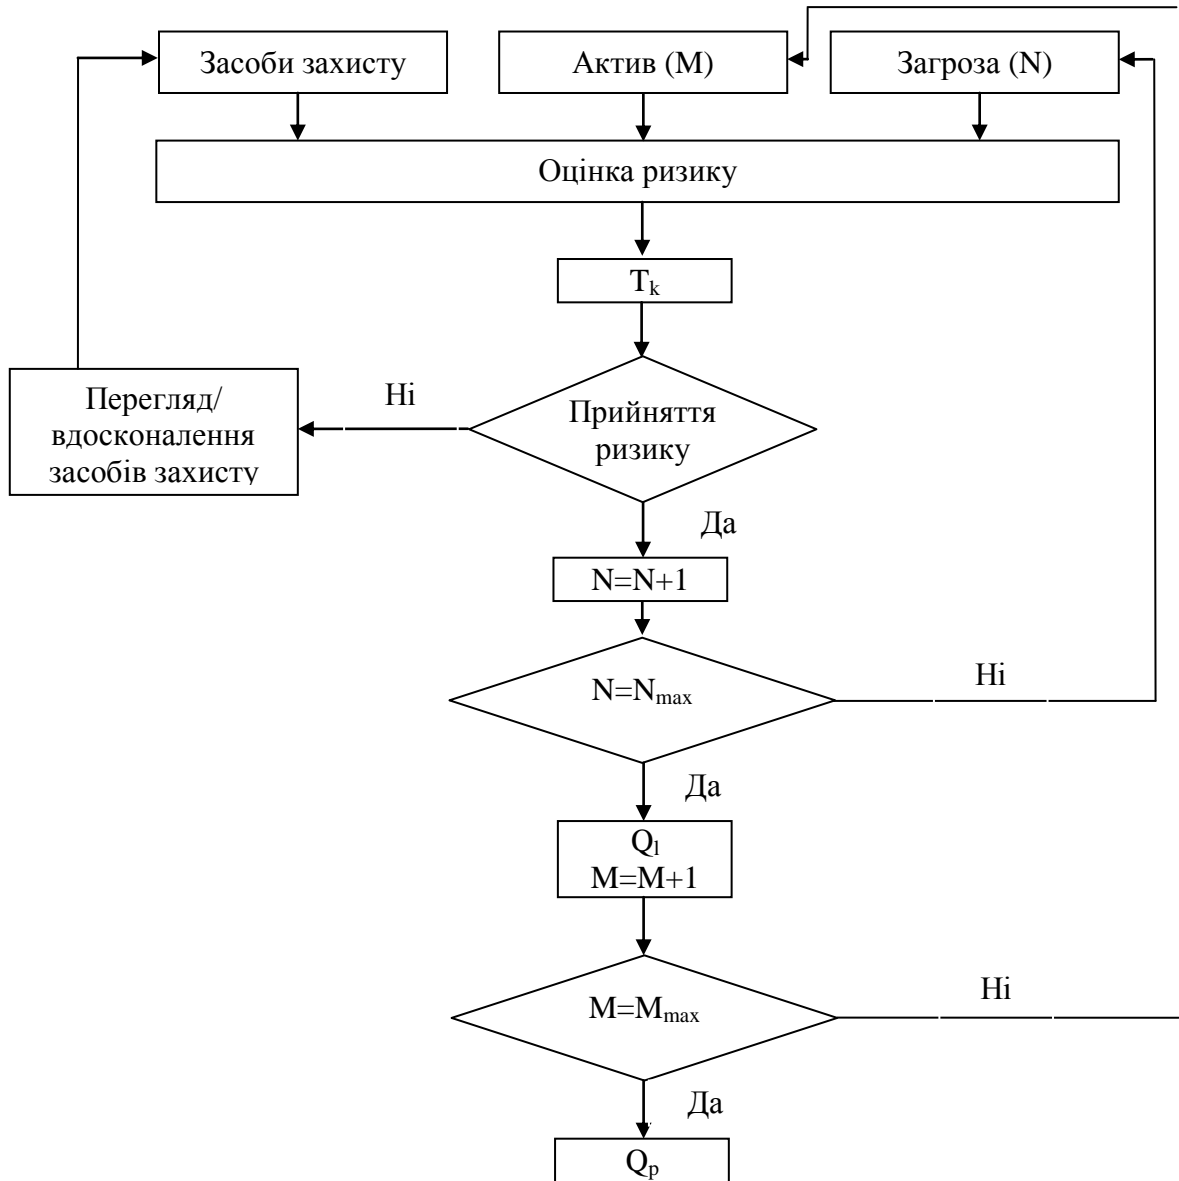 Засоби захисту
Актив (M)
Загроза (N)
Оцінка ризику
Tk
Прийняття
ризику
Ні
Перегляд/
вдосконалення
засобів захисту
Да
N=N+1
N=Nmax
Ні
Да
Ql
M=M+1
M=Mmax
Ні
Да
Qp